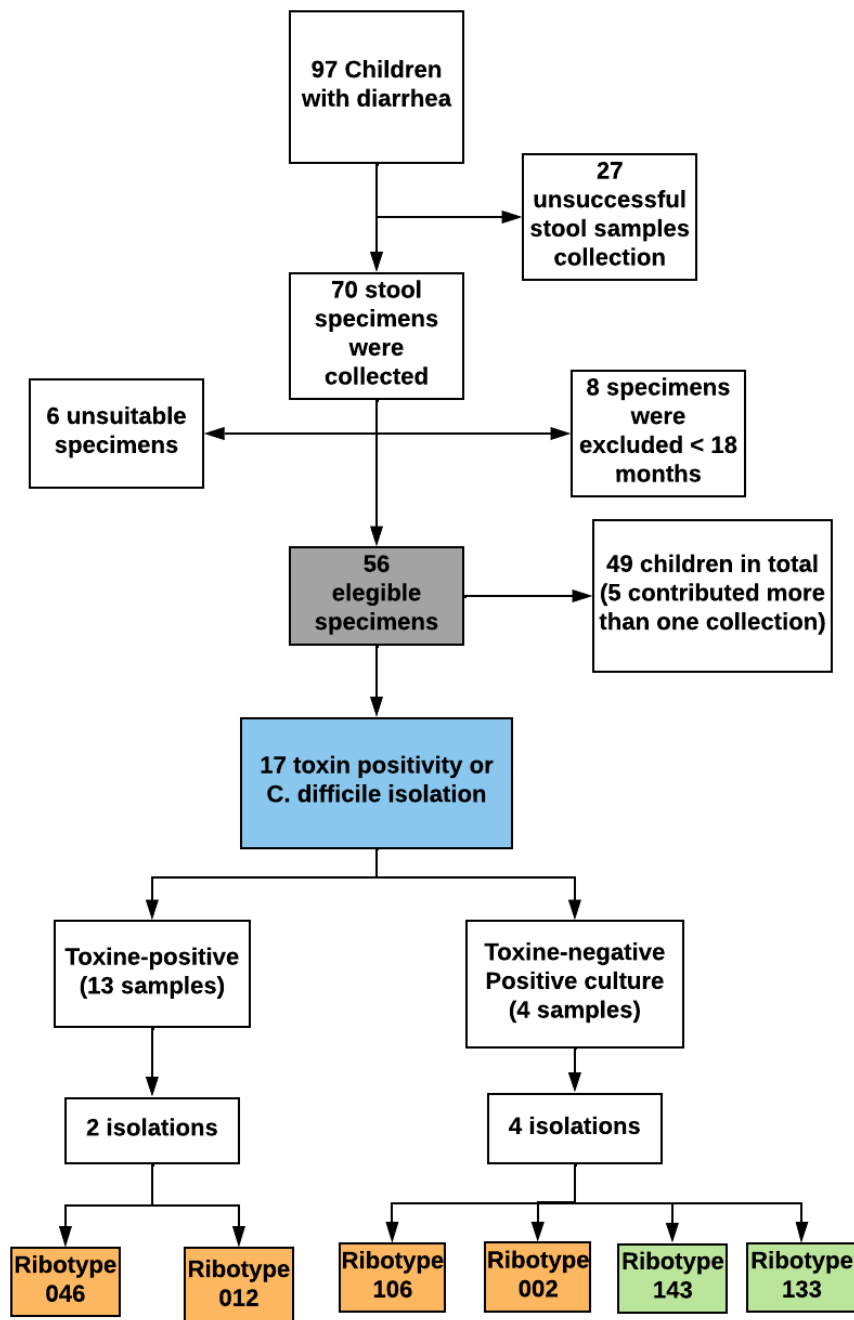 97 Children
with diarrhea
27
unsuccessful
stool samples
collection
70 stool
specimens
were
collected
6 unsuitable
specimens
8 specimens
were
excluded < 18
months
56
elegible
specimens
49 children in total
(5 contributed more
than one collection)
17 toxin positivity or
C. difficile isolation
Toxine-positive
(13 samples)
Toxine-negative
Positive culture
(4 samples)
2 isolations
4 isolations
Ribotype
046
Ribotype
012
Ribotype
106
Ribotype
002
Ribotype
143
Ribotype
133